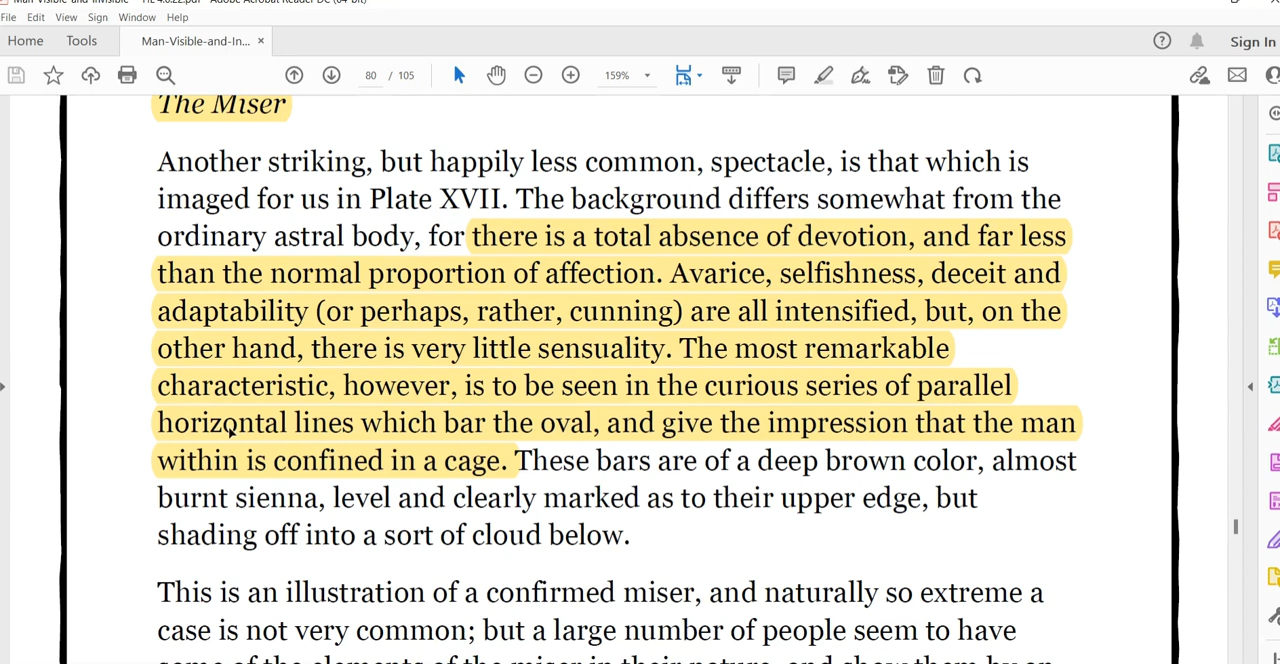 File Edit View Sign Window Help
Home Tools Man-Visible-and-In... × Sign In
80 / 105 159%
The Miser
Another striking, but happily less common, spectacle, is that which is
imaged for us in Plate XVII. The background differs somewhat from the
ordinary astral body, for there is a total absence of devotion, and far less
than the normal proportion of affection. Avarice, selfishness, deceit and
adaptability (or perhaps, rather, cunning) are all intensified, but, on the
other hand, there is very little sensuality. The most remarkable
characteristic, however, is to be seen in the curious series of parallel
horizontal lines which bar the oval, and give the impression that the man
within is confined in a cage. These bars are of a deep brown color, almost
burnt sienna, level and clearly marked as to their upper edge, but
shading off into a sort of cloud below.
This is an illustration of a confirmed miser, and naturally so extreme a
case is not very common; but a large number of people seem to have